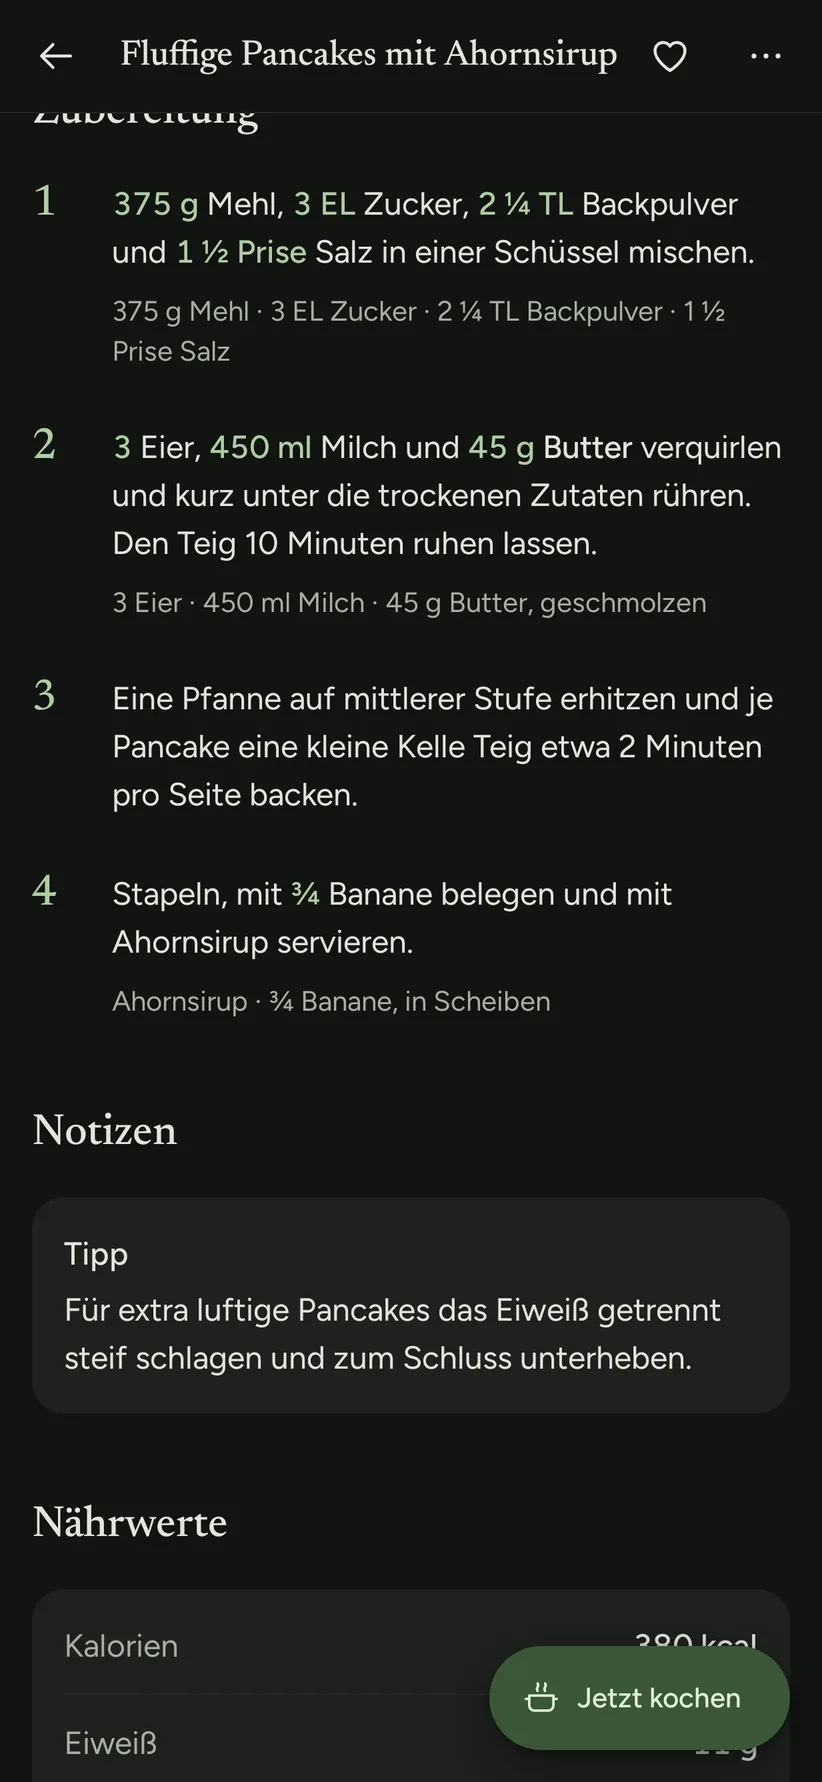 Fluffige Pancakes mit Ahornsirup
Zubereitung
1
375 g Mehl, 3 EL Zucker, 2 ¼ TL Backpulver
und 1 ½ Prise Salz in einer Schüssel mischen.
375 g Mehl · 3 EL Zucker · 2 ¼ TL Backpulver · 1 ½
Prise Salz
2
3 Eier, 450 ml Milch und 45 g Butter verquirlen
und kurz unter die trockenen Zutaten rühren.
Den Teig 10 Minuten ruhen lassen.
3 Eier · 450 ml Milch · 45 g Butter, geschmolzen
3
Eine Pfanne auf mittlerer Stufe erhitzen und je
Pancake eine kleine Kelle Teig etwa 2 Minuten
pro Seite backen.
4
Stapeln, mit ¾ Banane belegen und mit
Ahornsirup servieren.
Ahornsirup · ¾ Banane, in Scheiben
Notizen
Tipp
Für extra luftige Pancakes das Eiweiß getrennt
steif schlagen und zum Schluss unterheben.
Nährwerte
Kalorien 380 kcal
Jetzt kochen
Eiweiß g